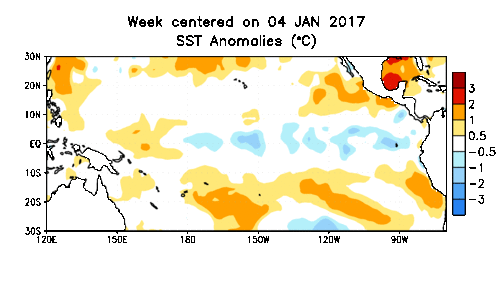 Week centered on 04 JAN 2017
SST Anomalies (°C)
30N
20N
10N
EQ
10S
20S
30S
120E 150E 180 150W 120W 90W
3
2
1
0.5
-0.5
-1
-2
-3